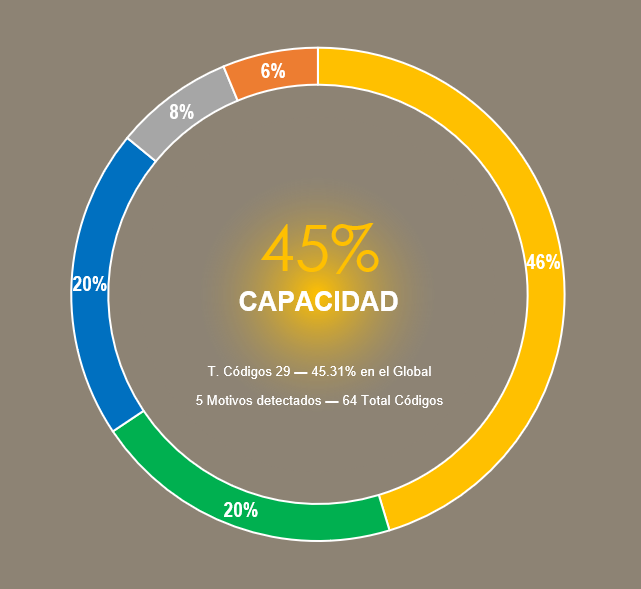 6%
8%
46%
20%
20%
45%
CAPACIDAD
T. Códigos 29 — 45.31% en el Global
5 Motivos detectados — 64 Total Códigos